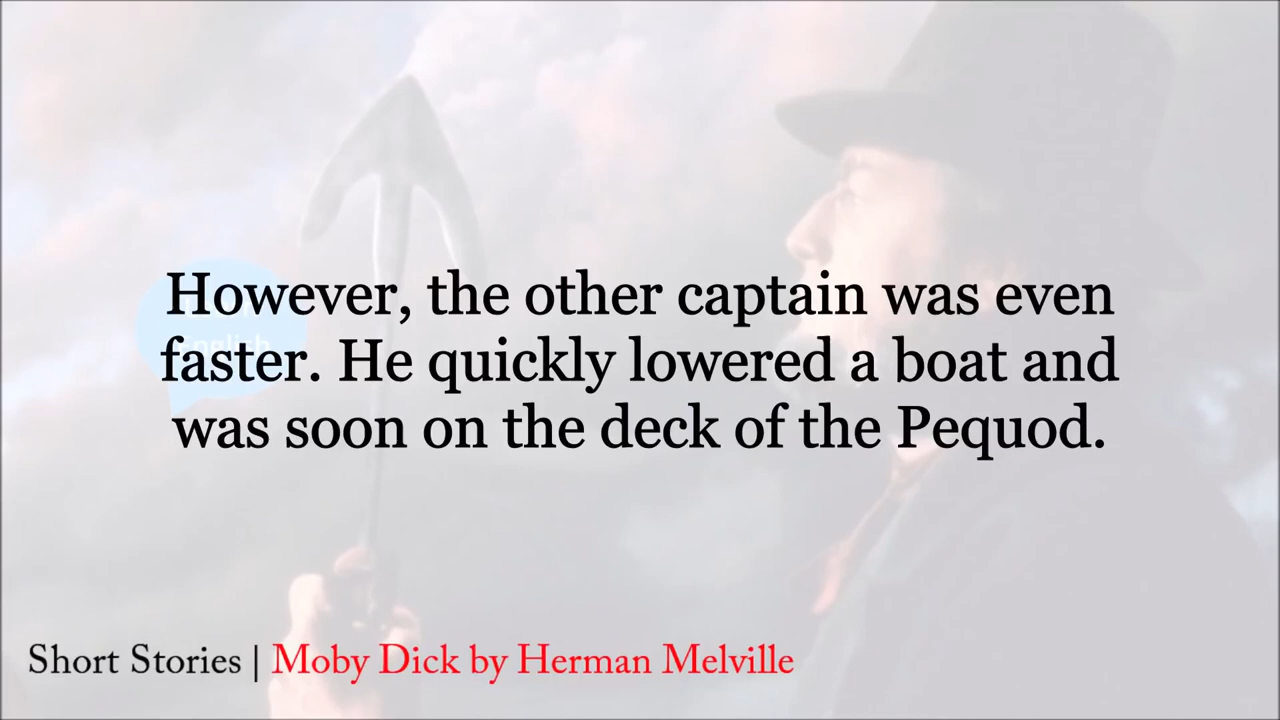 However, the other captain was even
faster. He quickly lowered a boat and
was soon on the deck of the Pequod.
English
Short Stories | Moby Dick by Herman Melville